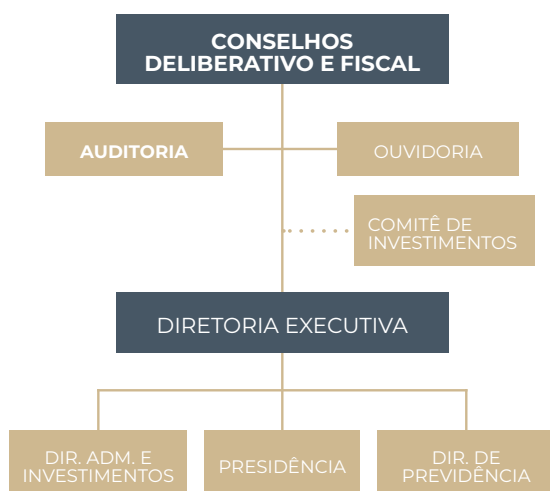 CONSELHOS
DELIBERATIVO E FISCAL
AUDITORIA
OUVIDORIA
COMITÊ DE
INVESTIMENTOS
DIRETORIA EXECUTIVA
DIR. ADM. E
INVESTIMENTOS
PRESIDÊNCIA
DIR. DE
PREVIDÊNCIA